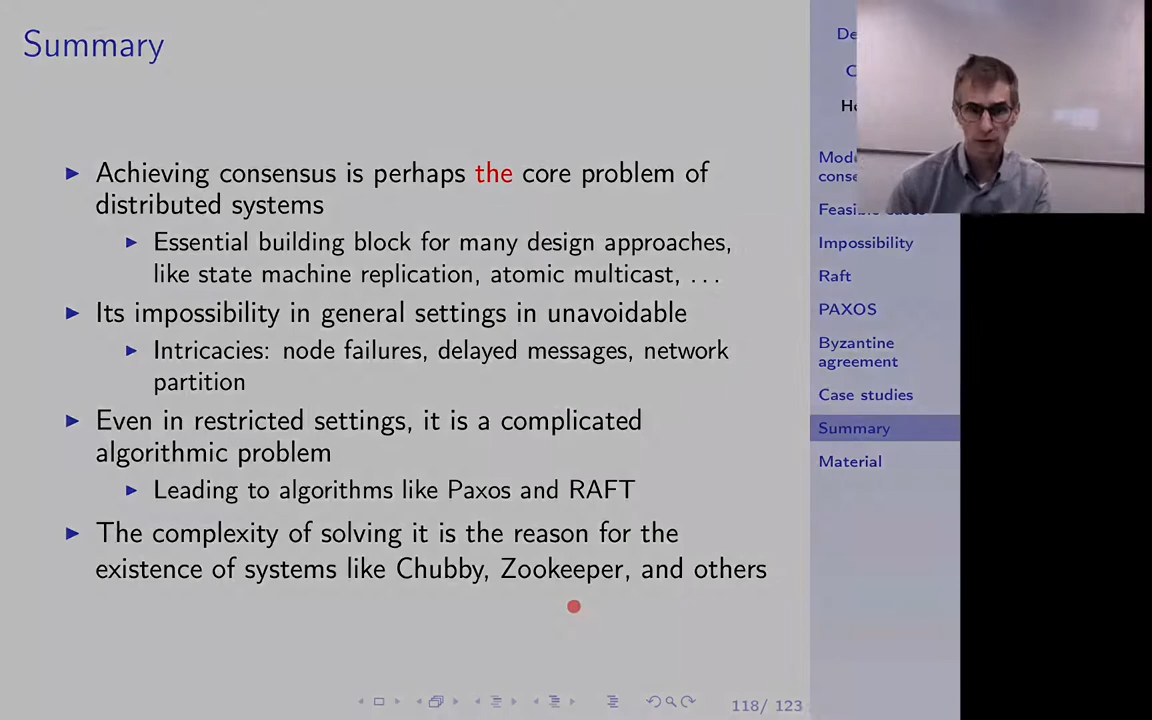 Summary
Achieving consensus is perhaps the core problem of
distributed systems
Essential building block for many design approaches,
like state machine replication, atomic multicast, . . .
Its impossibility in general settings in unavoidable
Intricacies: node failures, delayed messages, network
partition
Even in restricted settings, it is a complicated
algorithmic problem
Leading to algorithms like Paxos and RAFT
The complexity of solving it is the reason for the
existence of systems like Chubby, Zookeeper, and others
118/ 123
Impossibility
Raft
PAXOS
Byzantine
agreement
Case studies
Summary
Material